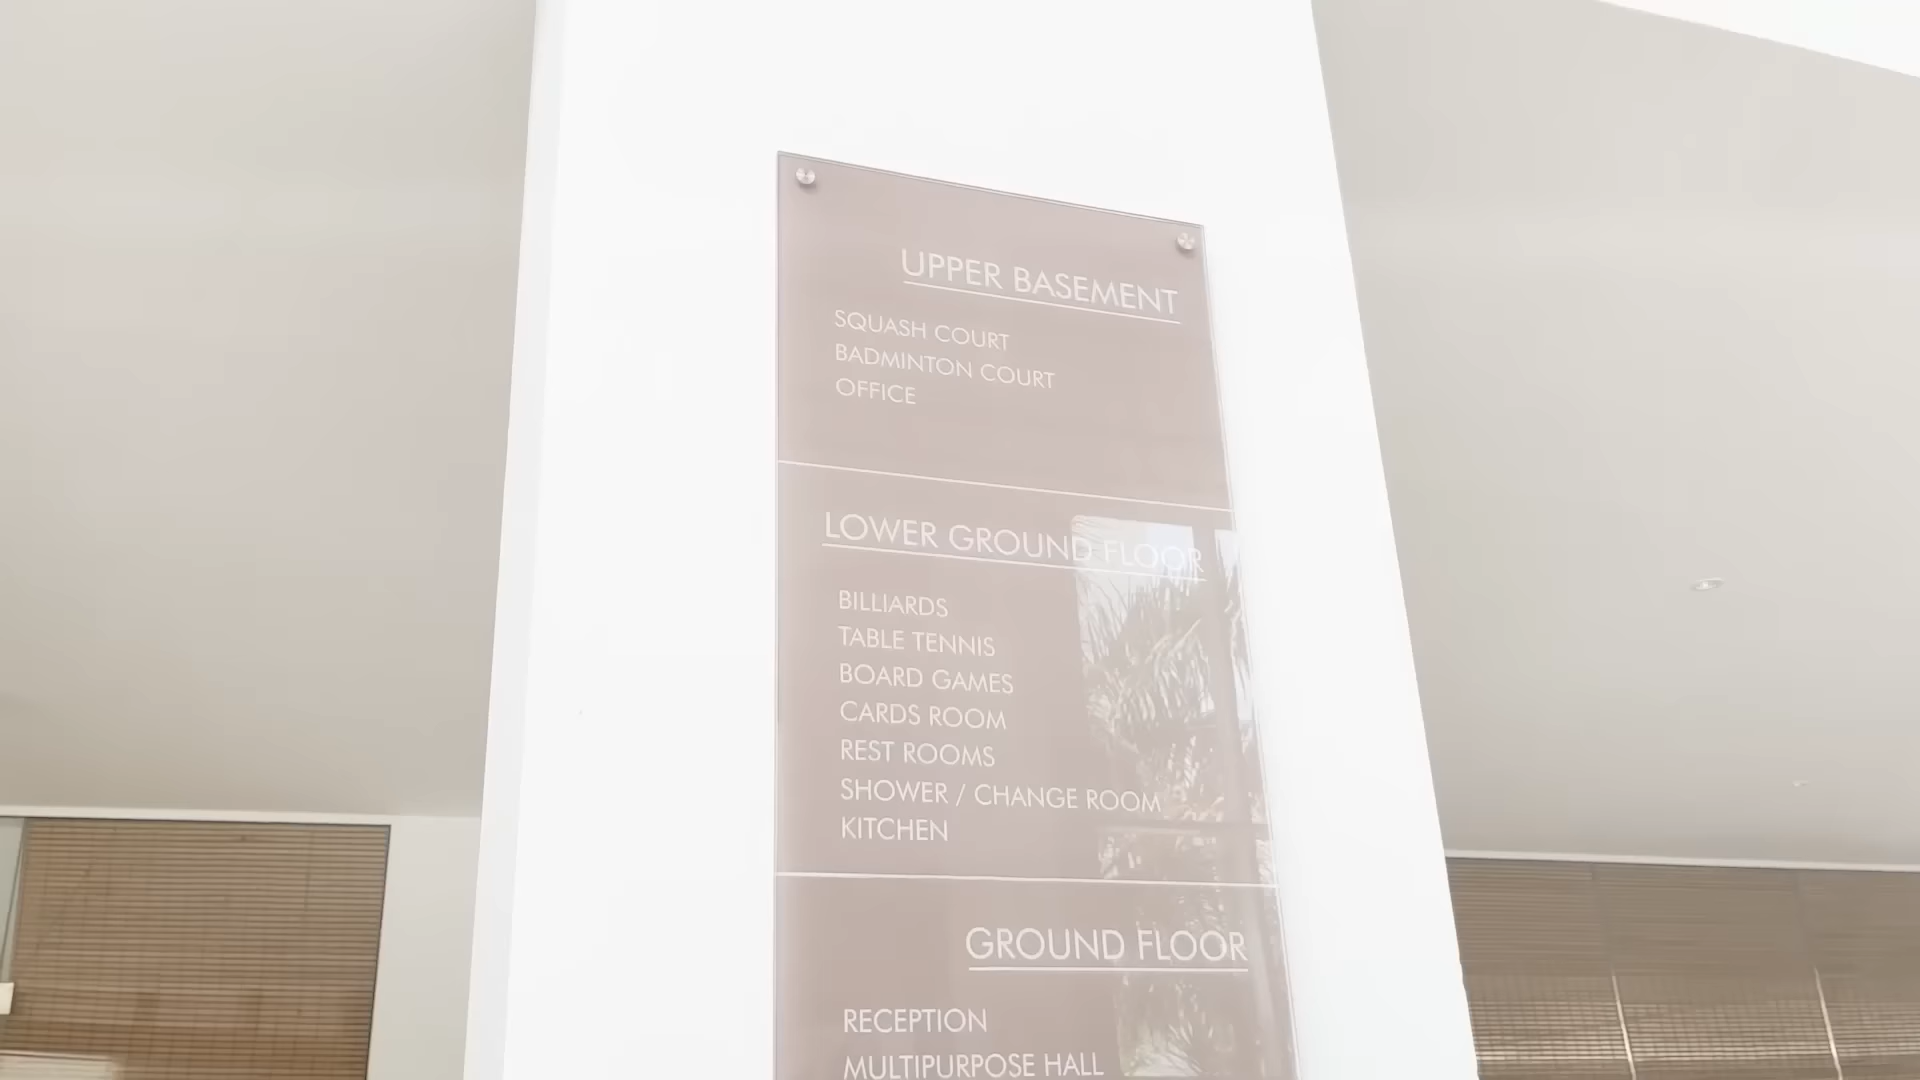 UPPER BASEMENT
SQUASH COURT
BADMINTON COURT
OFFICE
LOWER GROUND FLOOR
BILLIARDS
TABLE TENNIS
BOARD GAMES
CARDS ROOM
REST ROOMS
SHOWER / CHANGE ROOM
KITCHEN
GROUND FLOOR
RECEPTION
MULTIPURPOSE HALL